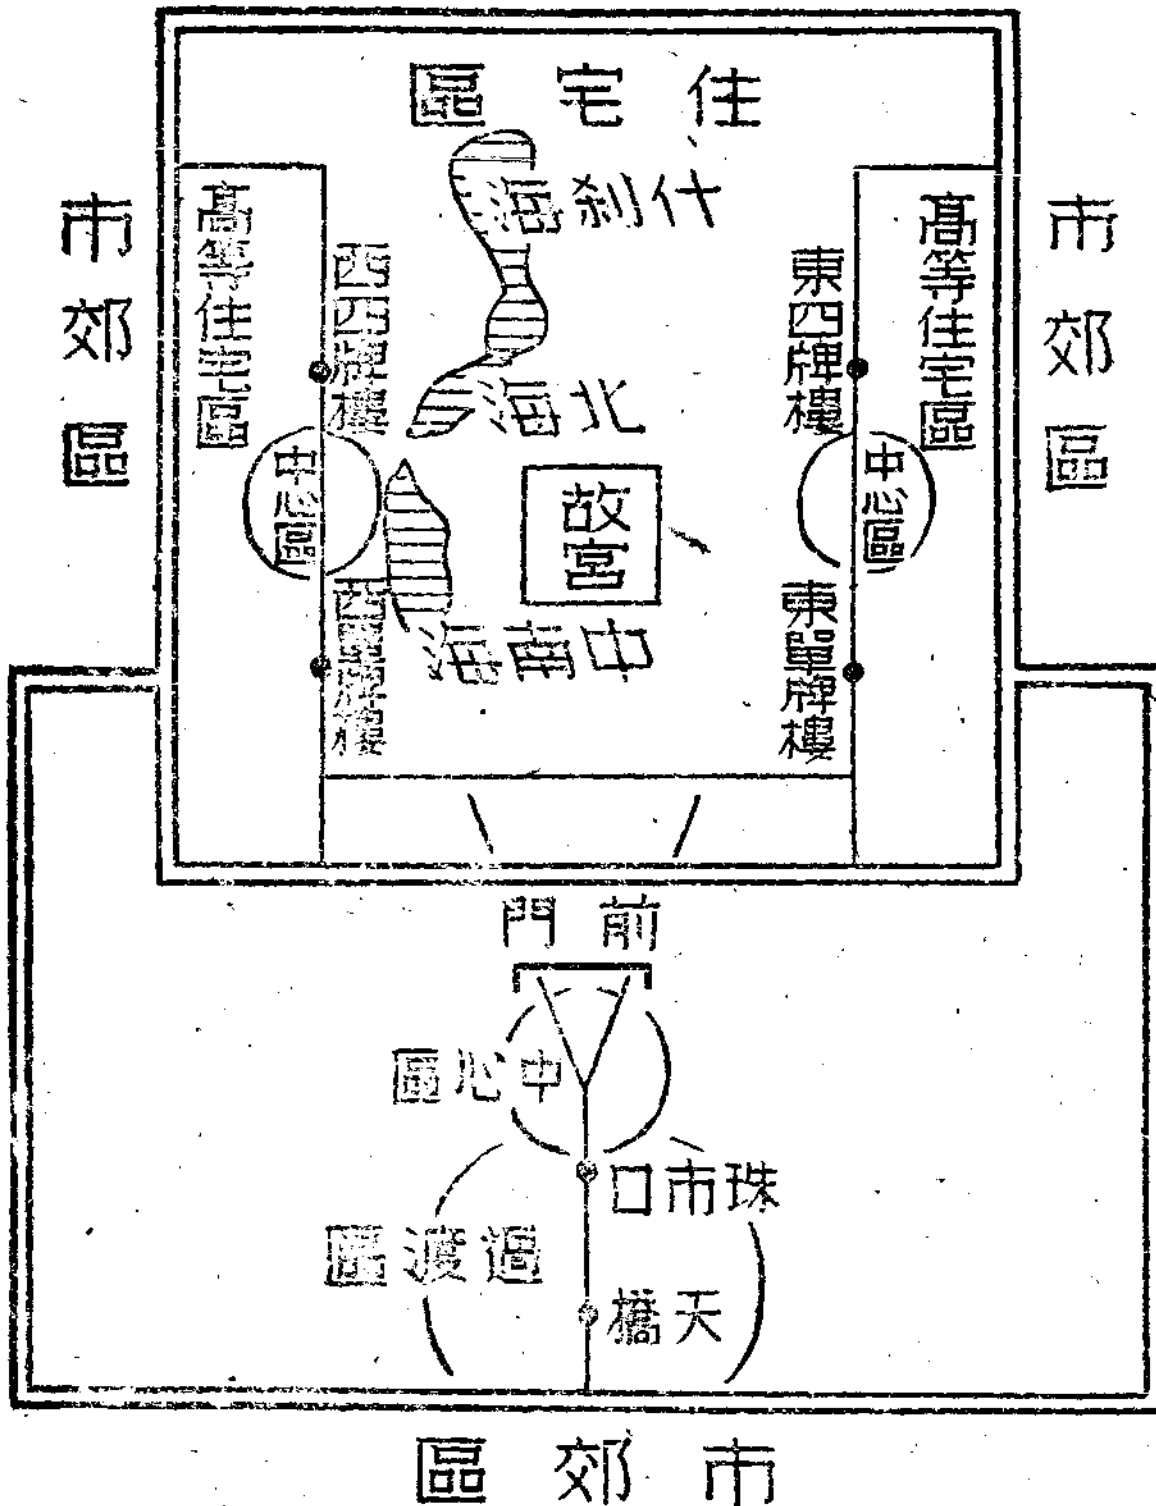 住宅區
什刹海
市郊區
高等住宅區
東四牌樓
西四牌樓
高等住宅區
市郊區
北海
中心區
故宮
中心區
東單牌樓
中南海
西單牌樓
前門
中心區
珠市口
過渡區
天橋
市郊區